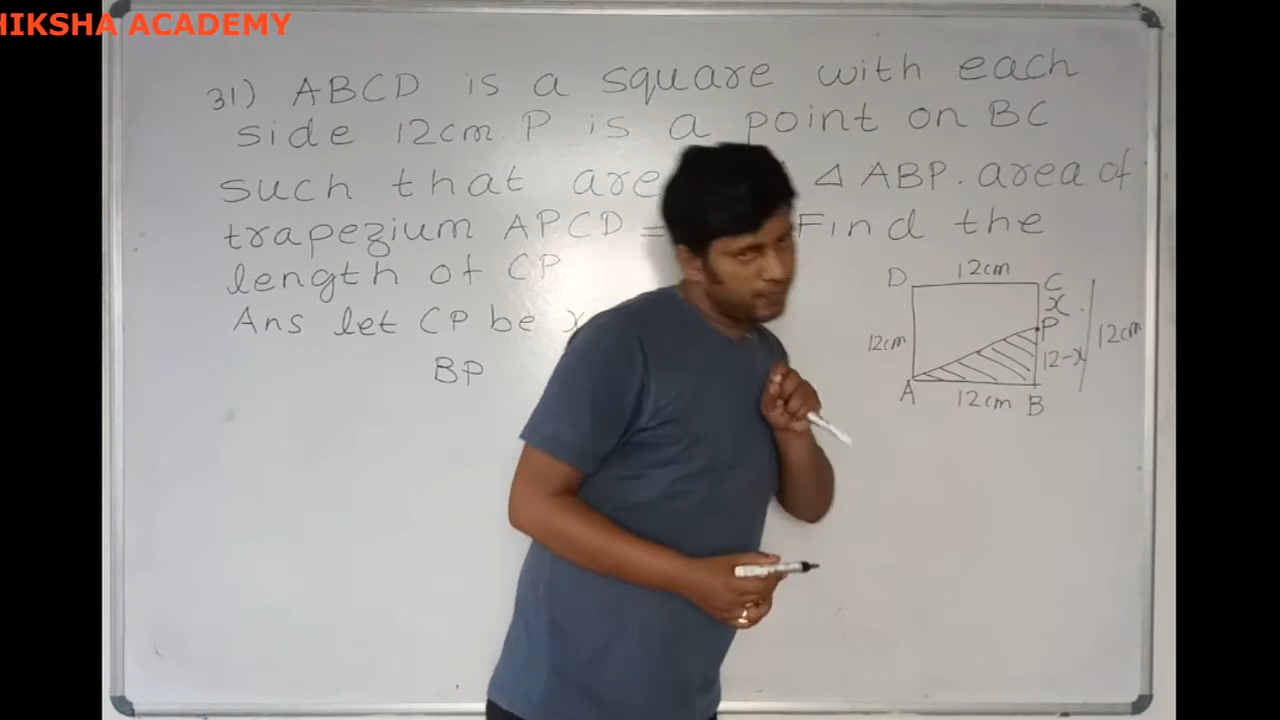 HIKSHA ACADEMY
31) ABCD is a square with each
side 12cm. P is a point on BC
such that are △ ABP. area of
trapezium APCD = Find the
length of CP.
Ans let CP be x
BP
D 12cm C
x
P
12cm 12-x 12cm
A 12cm B